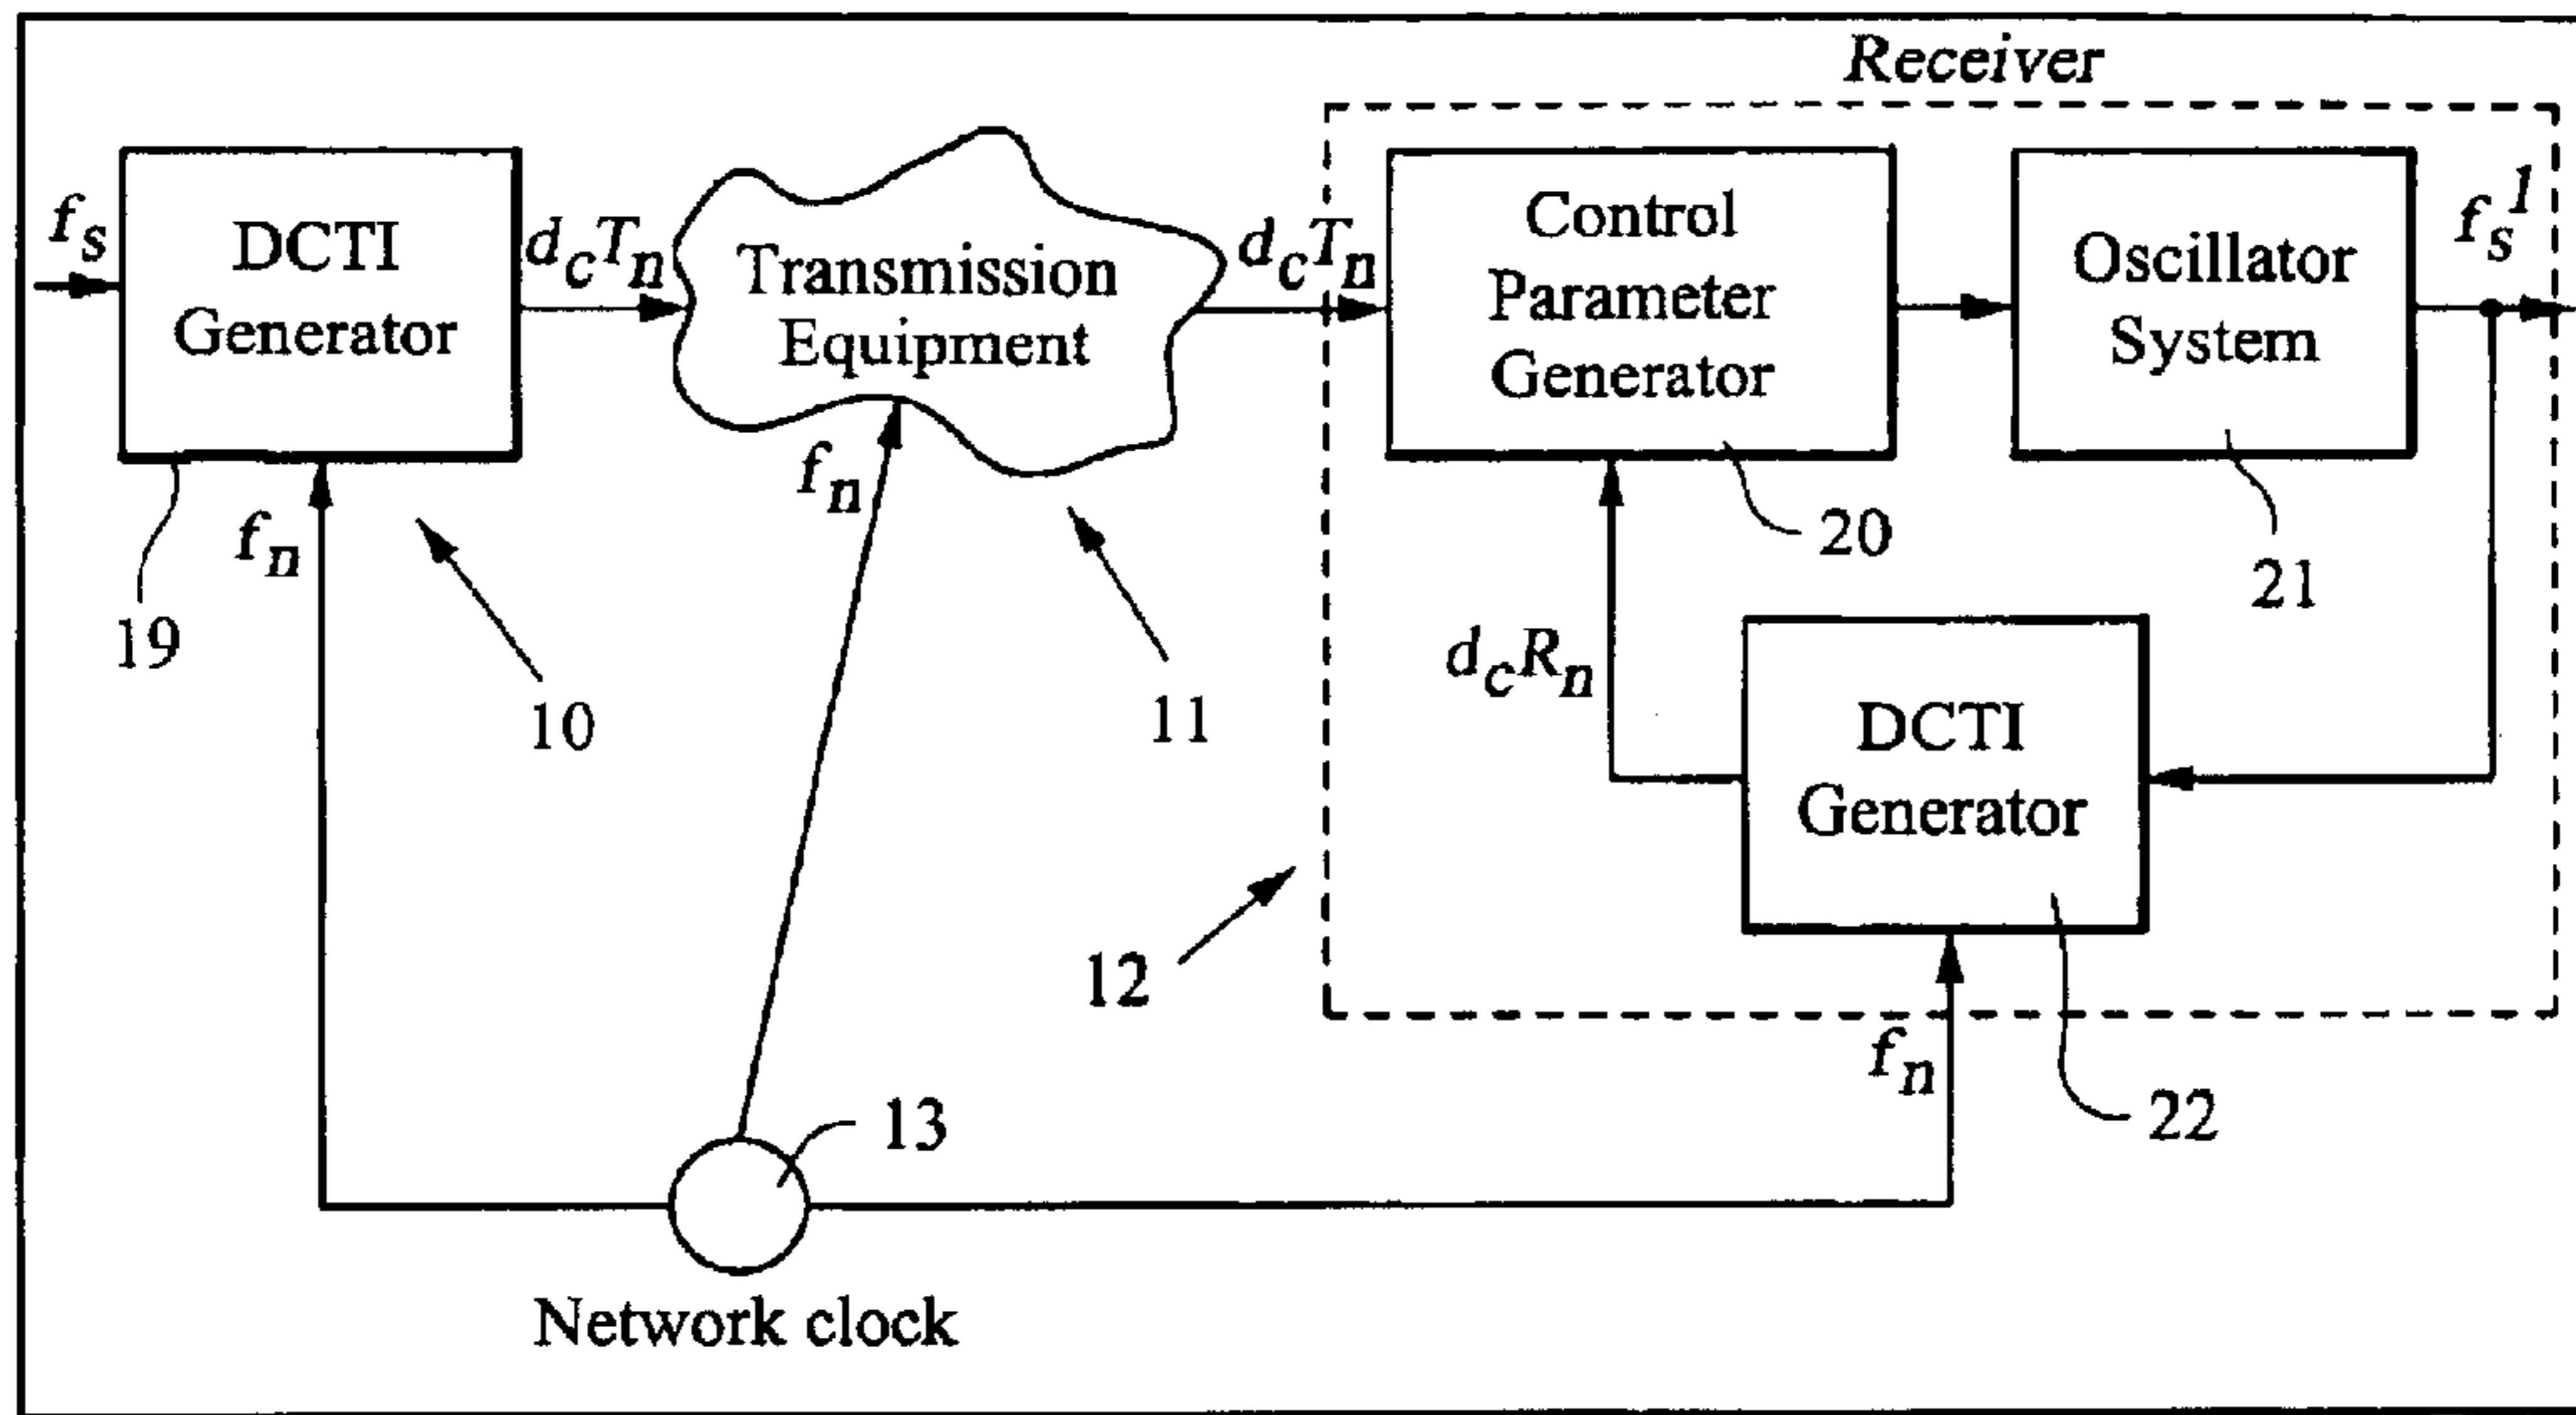 Receiver
f_s
DCTI
Generator
d_cT_n
Transmission
Equipment
d_cT_n
Control
Parameter
Generator
Oscillator
System
f_s^1
f_n
f_n
19
10
11
20
21
d_cR_n
DCTI
Generator
12
f_n
22
13
Network clock